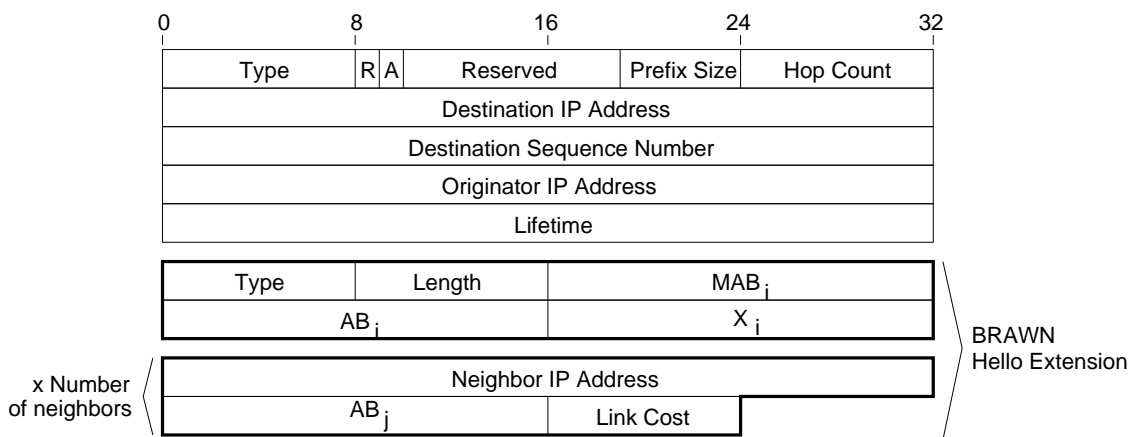 0 8 16 24 32
Type R A Reserved Prefix Size Hop Count
Destination IP Address
Destination Sequence Number
Originator IP Address
Lifetime
Type Length MAB i
AB i X i
BRAWN
Hello Extension
x Number
of neighbors
Neighbor IP Address
AB j Link Cost